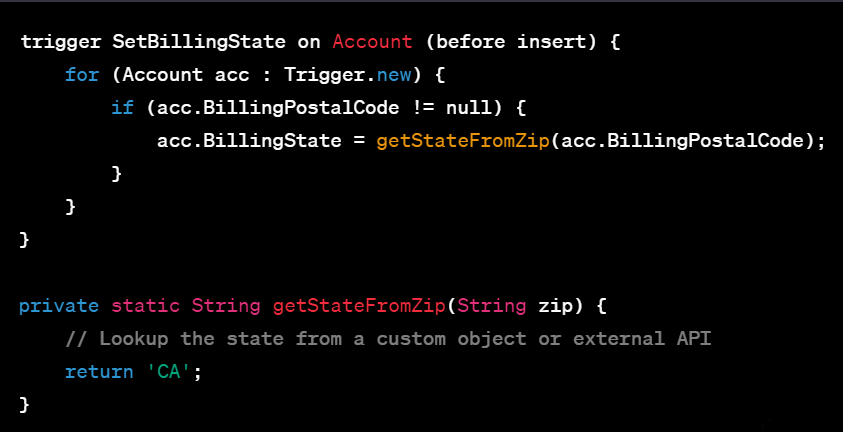 trigger SetBillingState on Account (before insert) {
    for (Account acc : Trigger.new) {
        if (acc.BillingPostalCode != null) {
            acc.BillingState = getStateFromZip(acc.BillingPostalCode);
        }
    }
}

private static String getStateFromZip(String zip) {
    // Lookup the state from a custom object or external API
    return 'CA';
}